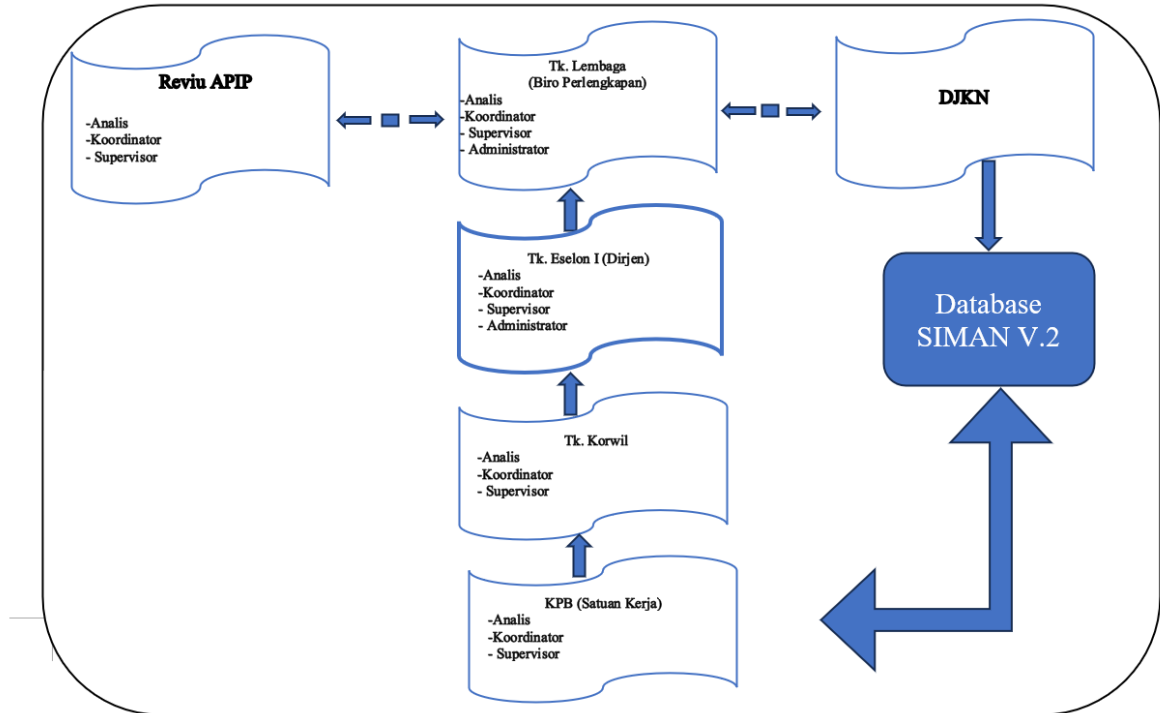 Reviu APIP
-Analis
-Koordinator
- Supervisor
Tk. Lembaga
(Biro Perlengkapan)
-Analis
-Koordinator
- Supervisor
- Administrator
DJKN
Tk. Eselon I (Dirjen)
-Analis
-Koordinator
- Supervisor
- Administrator
Database
SIMAN V.2
Tk. Korwil
-Analis
-Koordinator
- Supervisor
KPB (Satuan Kerja)
-Analis
-Koordinator
- Supervisor